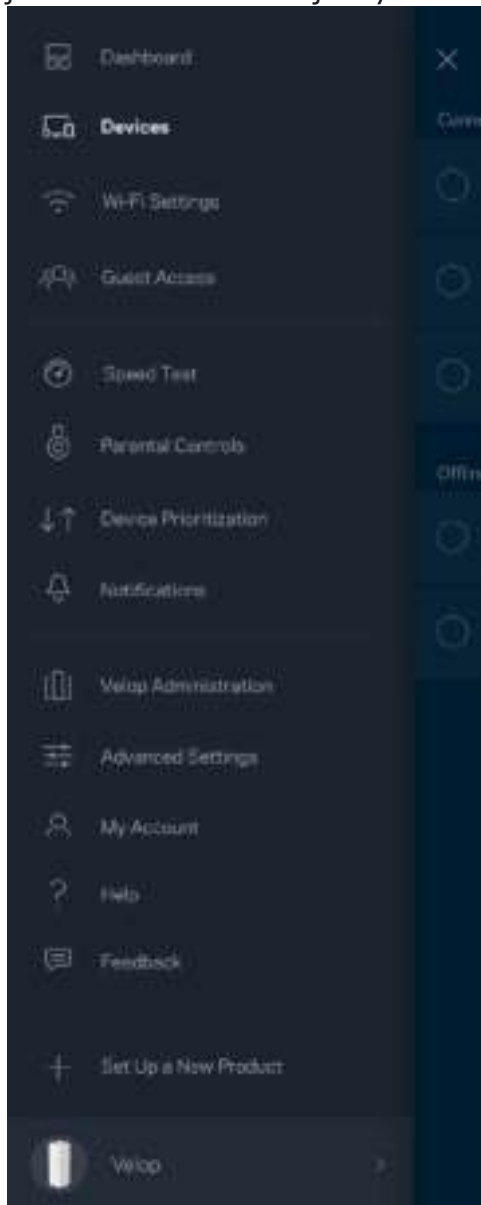 Dashboard
Devices
Wi-Fi Settings
Guest Access
Speed Test
Parental Controls
Device Prioritization
Notifications
Velop Administration
Advanced Settings
My Account
Help
Feedback
Set Up a New Product
Velop